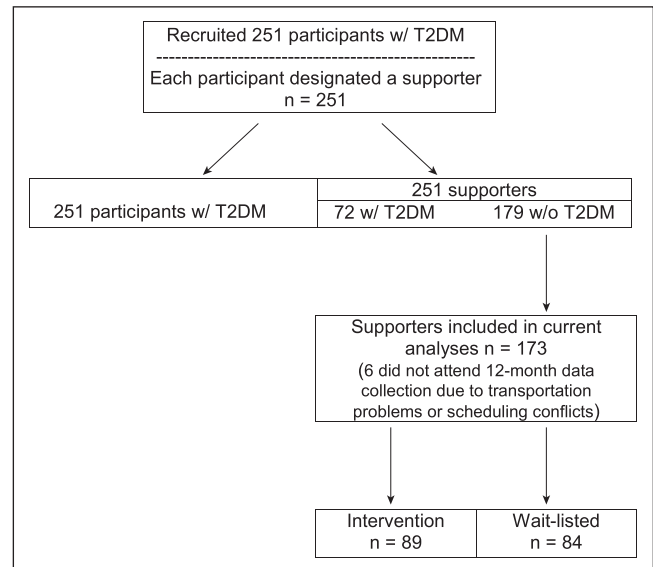 Recruited 251 participants w/ T2DM
--------------------------------------------------
Each participant designated a supporter
n = 251
251 participants w/ T2DM
251 supporters
72 w/ T2DM 179 w/o T2DM
Supporters included in current
analyses n = 173
(6 did not attend 12-month data
collection due to transportation
problems or scheduling conflicts)
Intervention
n = 89
Wait-listed
n = 84